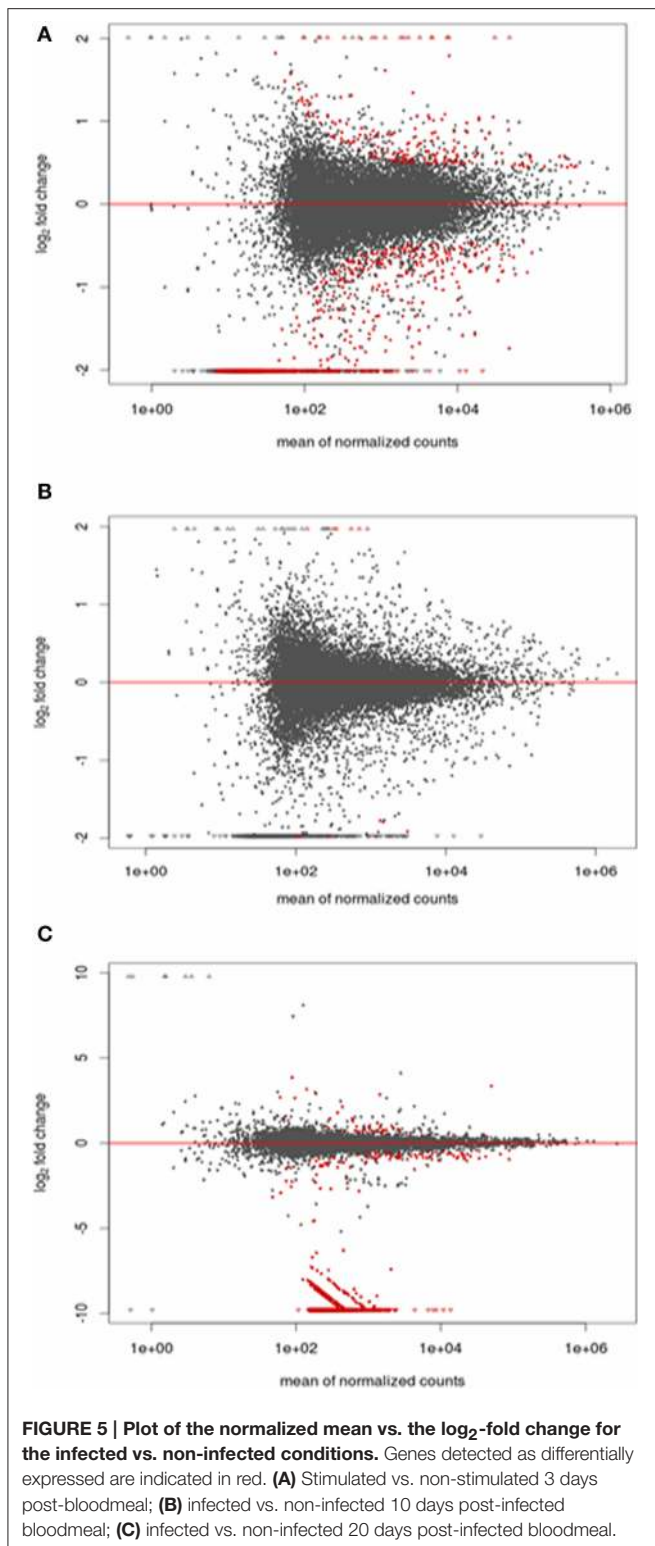 A
2
1
0
-1
-2
log2 fold change
1e+00 1e+02 1e+04 1e+06
mean of normalized counts
B
2
1
0
-1
-2
log2 fold change
1e+00 1e+02 1e+04 1e+06
mean of normalized counts
C
10
5
0
-5
-10
log2 fold change
1e+00 1e+02 1e+04 1e+06
mean of normalized counts
FIGURE 5 | Plot of the normalized mean vs. the log2-fold change for
the infected vs. non-infected conditions. Genes detected as differentially
expressed are indicated in red. (A) Stimulated vs. non-stimulated 3 days
post-bloodmeal; (B) infected vs. non-infected 10 days post-infected
bloodmeal; (C) infected vs. non-infected 20 days post-infected bloodmeal.